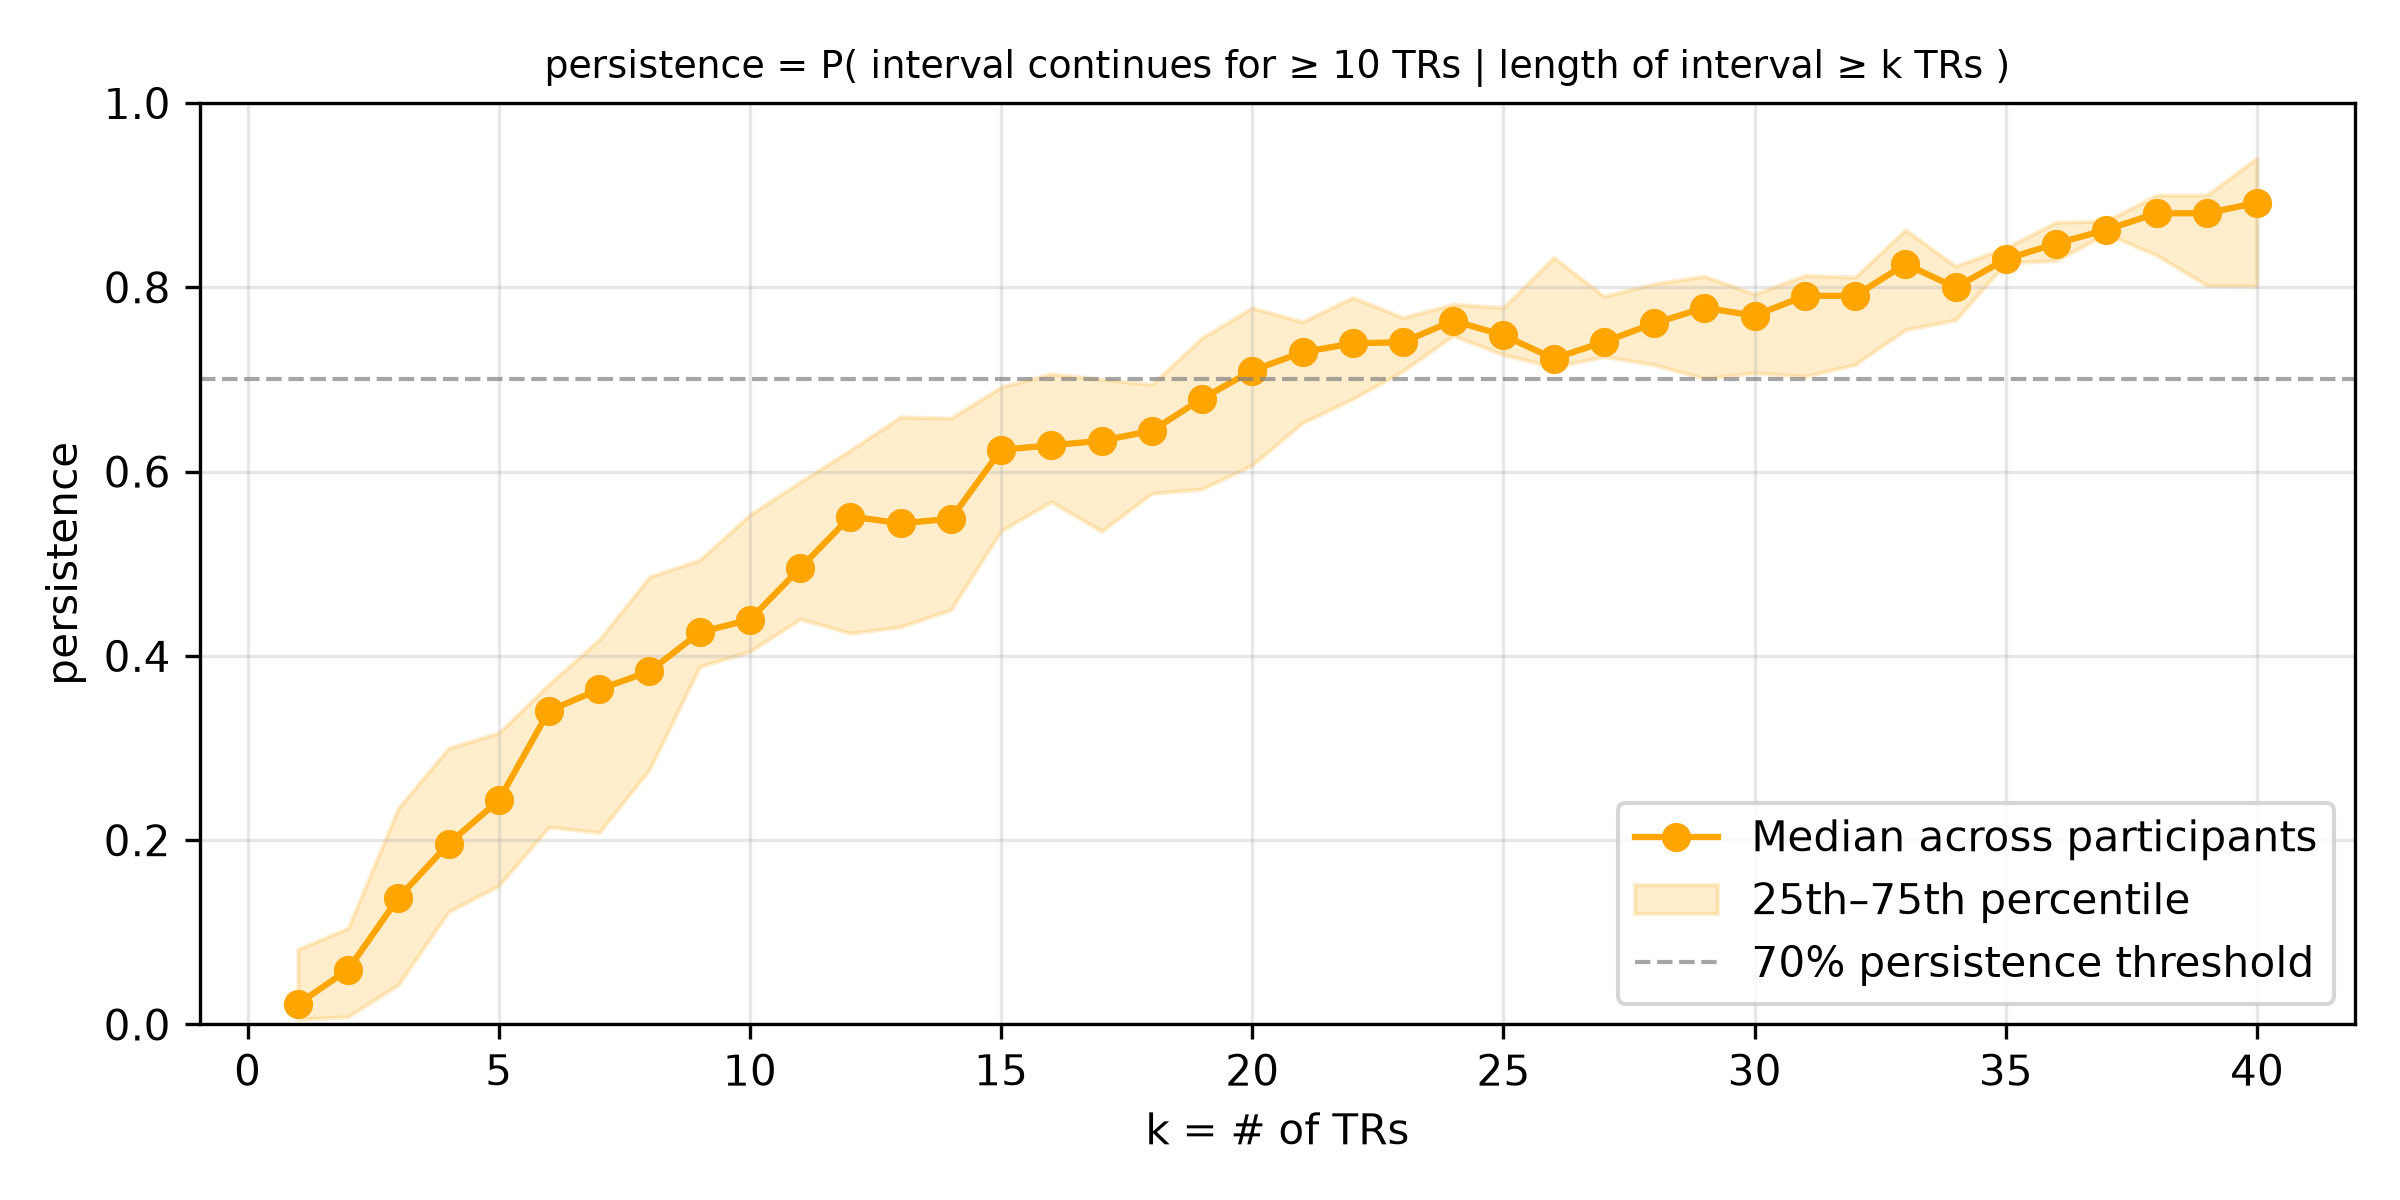 persistence = P( interval continues for ≥ 10 TRs | length of interval ≥ k TRs )
1.0
0.8
0.6
0.4
0.2
0.0
persistence
0 5 10 15 20 25 30 35 40
k = # of TRs
Median across participants
25th–75th percentile
70% persistence threshold